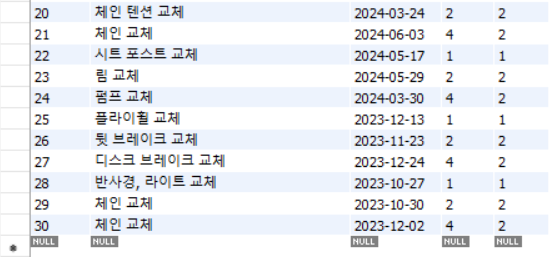 20 체인 텐션 교체 2024-03-24 2 2
21 체인 교체 2024-06-03 4 2
22 시트 포스트 교체 2024-05-17 1 1
23 림 교체 2024-05-29 2 2
24 펌프 교체 2024-03-30 4 2
25 플라이휠 교체 2023-12-13 1 1
26 뒷 브레이크 교체 2023-11-23 2 2
27 디스크 브레이크 교체 2023-12-24 4 2
28 반사경, 라이트 교체 2023-10-27 1 1
29 체인 교체 2023-10-30 2 2
30 체인 교체 2023-12-02 4 2
NULL NULL NULL NULL NULL